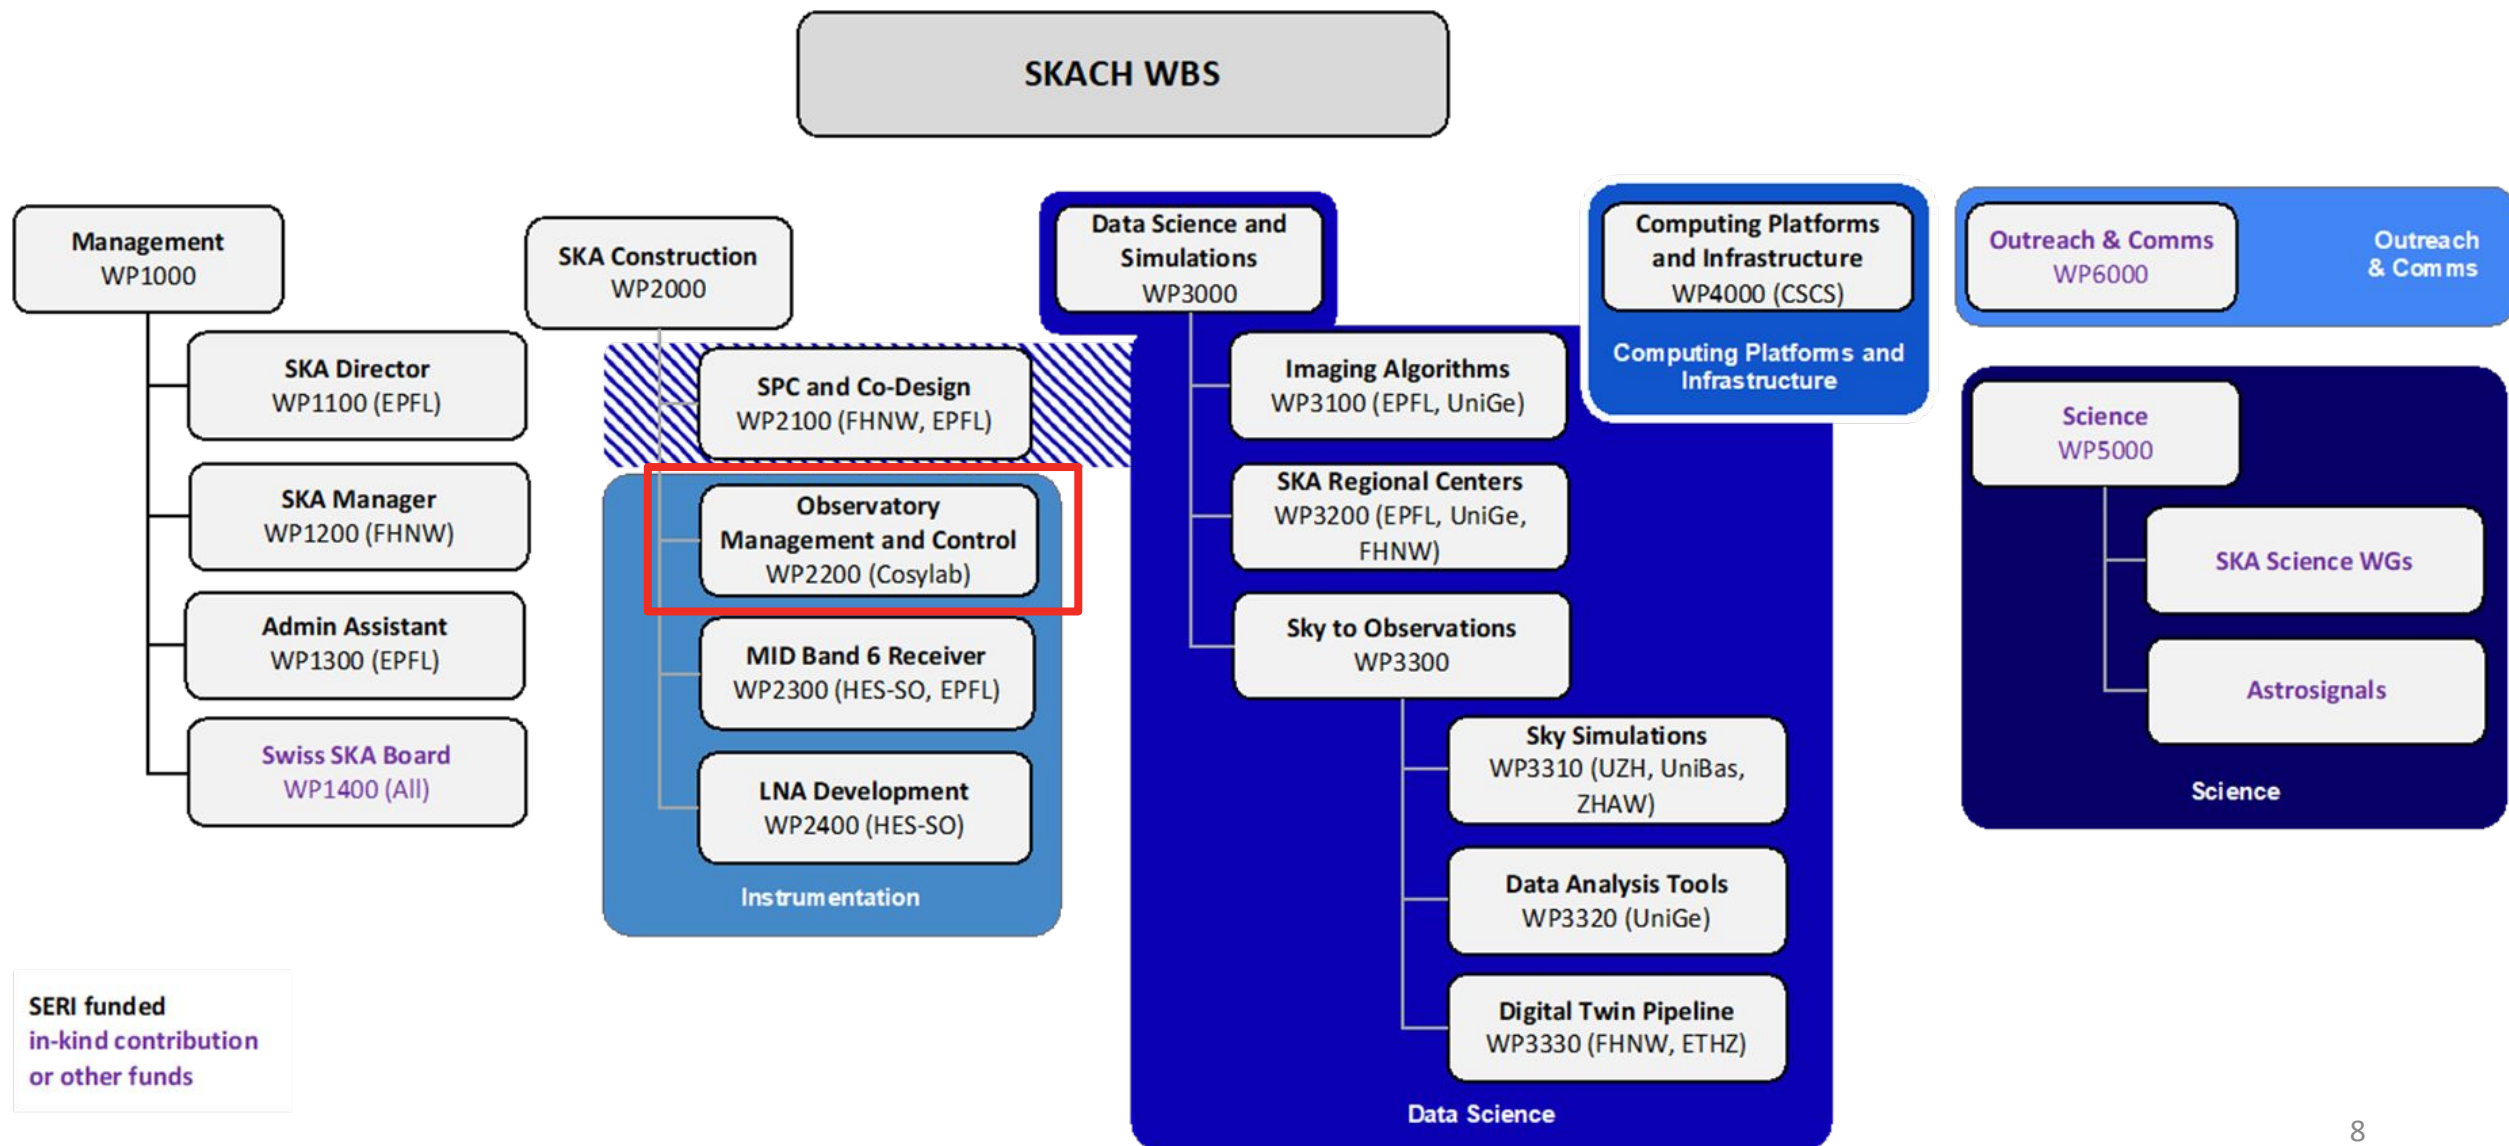 SKACH WBS
Management
WP1000
SKA Director
WP1100 (EPFL)
SKA Manager
WP1200 (FHNW)
Admin Assistant
WP1300 (EPFL)
Swiss SKA Board
WP1400 (All)
SKA Construction
WP2000
SPC and Co-Design
WP2100 (FHNW, EPFL)
Observatory
Management and Control
WP2200 (Cosylab)
MID Band 6 Receiver
WP2300 (HES-SO, EPFL)
LNA Development
WP2400 (HES-SO)
Instrumentation
Data Science and
Simulations
WP3000
Imaging Algorithms
WP3100 (EPFL, UniGe)
SKA Regional Centers
WP3200 (EPFL, UniGe,
FHNW)
Sky to Observations
WP3300
Sky Simulations
WP3310 (UZH, UniBas,
ZHAW)
Data Analysis Tools
WP3320 (UniGe)
Digital Twin Pipeline
WP3330 (FHNW, ETHZ)
Data Science
Computing Platforms
and Infrastructure
WP4000 (CSCS)
Computing Platforms and
Infrastructure
Outreach & Comms
WP6000
Outreach
& Comms
Science
WP5000
SKA Science WGs
Astrosignals
Science
SERI funded
in-kind contribution
or other funds
8